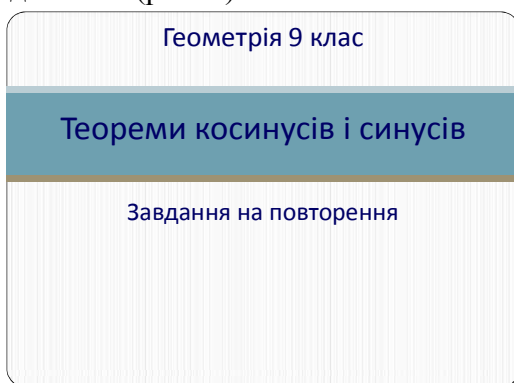 Геометрія 9 клас
Теореми косинусів і синусів
Завдання на повторення